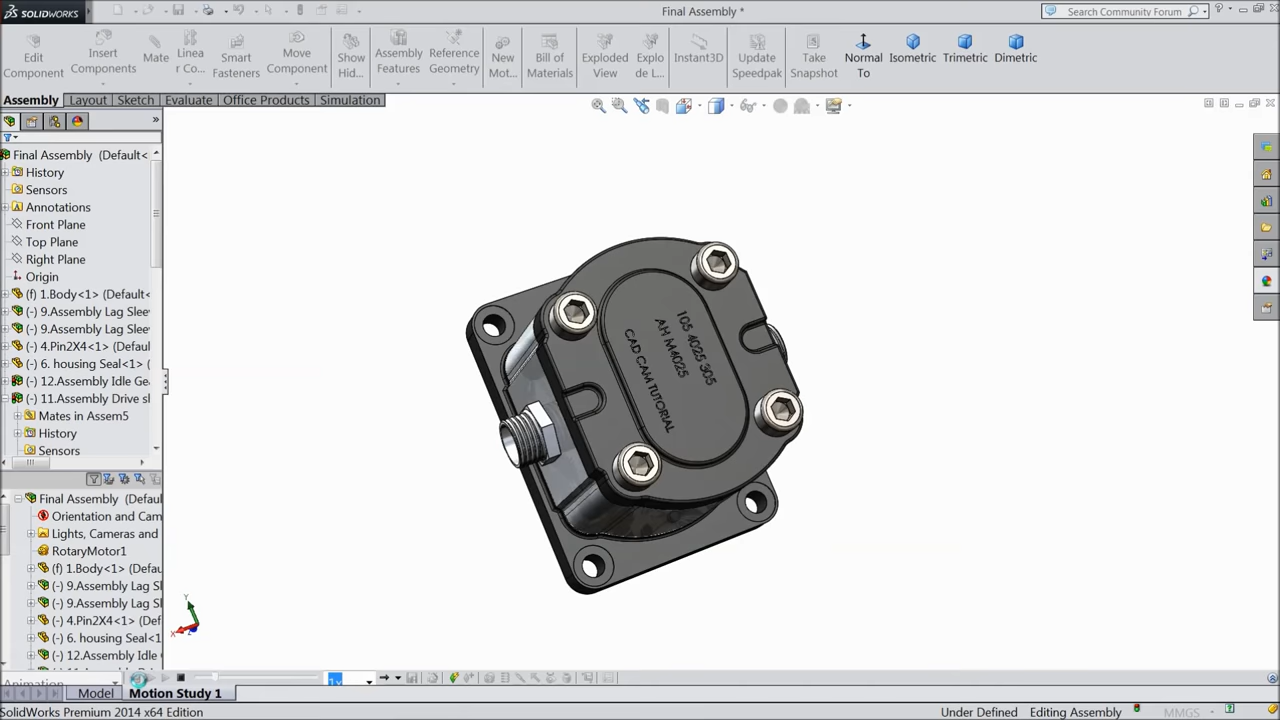 SOLIDWORKS
Final Assembly *
Search Community Forum
Edit Component
Insert Components
Mate
Linea r Co...
Smart Fasteners
Move Component
Show Hid...
Assembly Features
Reference Geometry
New Mot...
Bill of Materials
Exploded View
Explo de L...
Instant3D
Update Speedpak
Take Snapshot
Normal To
Isometric
Trimetric
Dimetric
Assembly
Layout
Sketch
Evaluate
Office Products
Simulation
Final Assembly (Default<
History
Sensors
Annotations
Front Plane
Top Plane
Right Plane
Origin
(f) 1.Body<1> (Default<
(-) 9.Assembly Lag Slee
(-) 9.Assembly Lag Slee
(-) 4.Pin2X4<1> (Default
(-) 6. housing Seal<1> (
(-) 12.Assembly Idle Ge
(-) 11.Assembly Drive sl
Mates in Assem5
History
Sensors
105 4025 305
AH M4025
CAD CAM TUTORIAL
Final Assembly (Defaul
Orientation and Cam
Lights, Cameras and
RotaryMotor1
(f) 1.Body<1> (Defau
(-) 9.Assembly Lag Sl
(-) 9.Assembly Lag Sl
(-) 4.Pin2X4<1> (Def
(-) 6. housing Seal<1
(-) 12.Assembly Idle
Y
X
Z
Model
Motion Study 1
SolidWorks Premium 2014 x64 Edition
Under Defined
Editing Assembly
MMGS